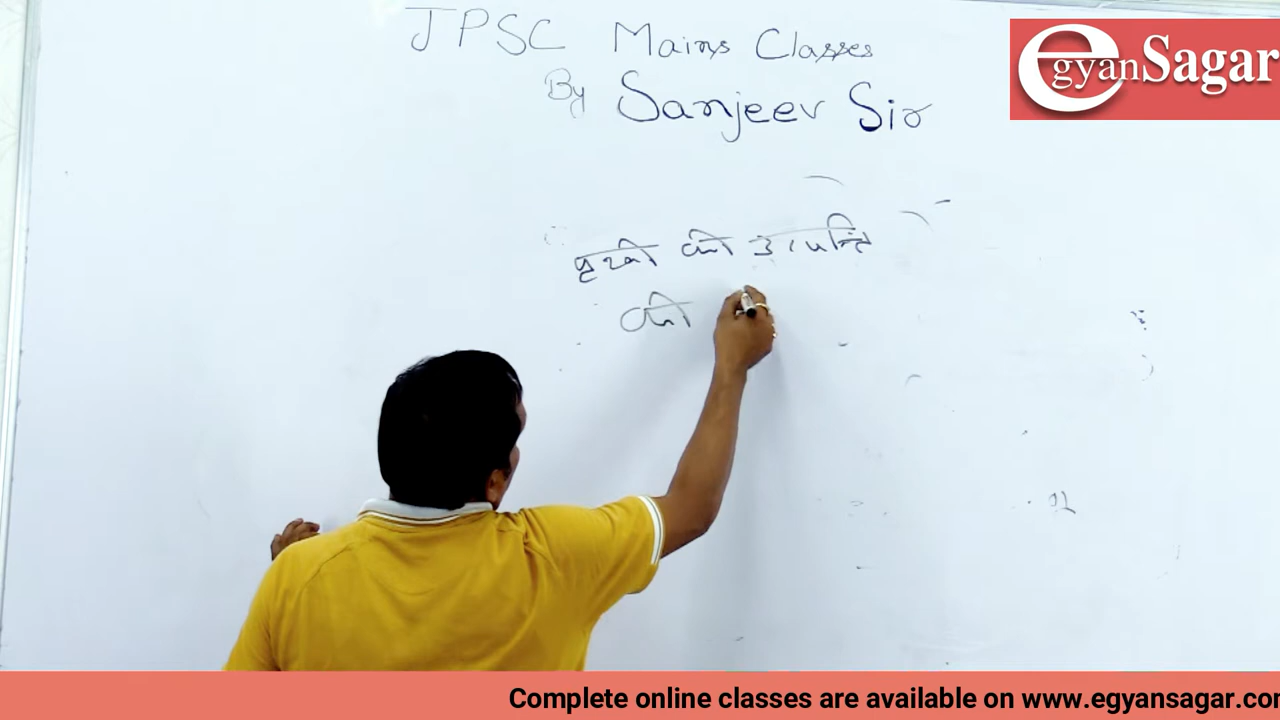 JPSC Mains Classes
By Sanjeev Sir
egyanSagar
पृथ्वी की उत्पत्ति
की
Complete online classes are available on www.egyansagar.co